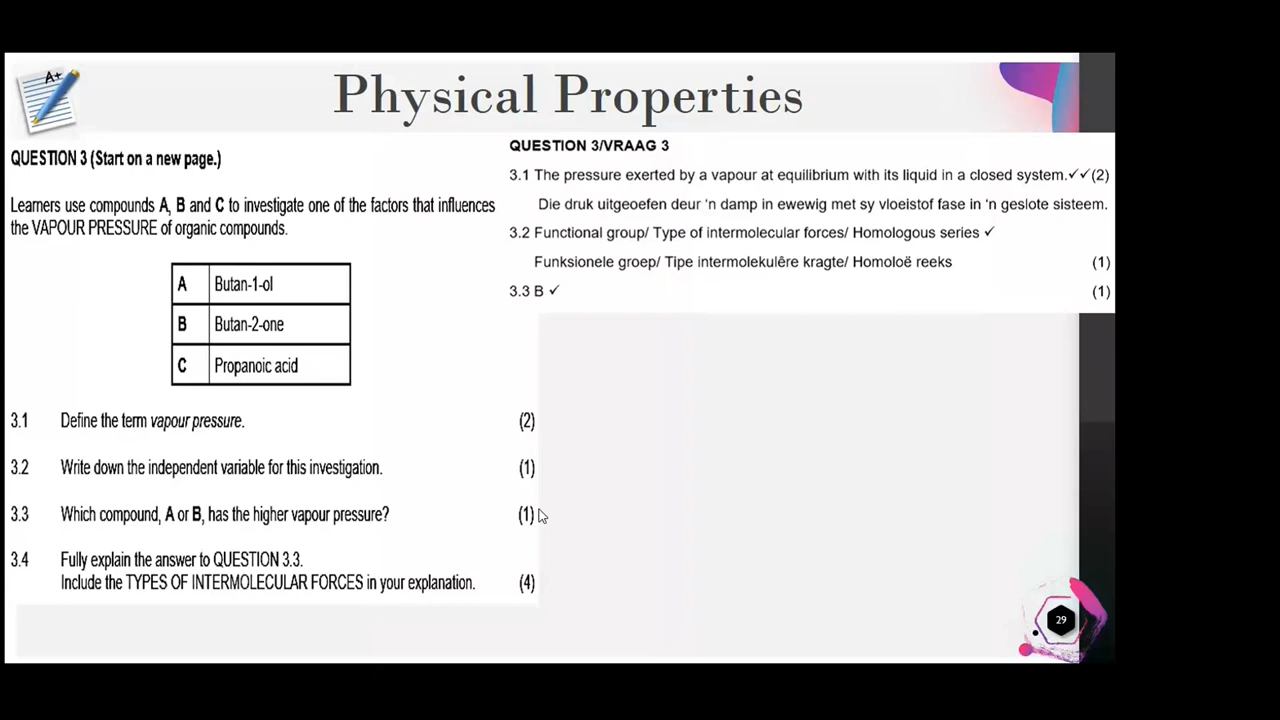 A+
Physical Properties
QUESTION 3 (Start on a new page.)
Learners use compounds A, B and C to investigate one of the factors that influences
the VAPOUR PRESSURE of organic compounds.
A Butan-1-ol
B Butan-2-one
C Propanoic acid
3.1 Define the term vapour pressure. (2)
3.2 Write down the independent variable for this investigation. (1)
3.3 Which compound, A or B, has the higher vapour pressure? (1)
3.4 Fully explain the answer to QUESTION 3.3.
Include the TYPES OF INTERMOLECULAR FORCES in your explanation. (4)
QUESTION 3/VRAAG 3
3.1 The pressure exerted by a vapour at equilibrium with its liquid in a closed system.✓✓(2)
Die druk uitgeoefen deur 'n damp in ewewig met sy vloeistof fase in 'n geslote sisteem.
3.2 Functional group/ Type of intermolecular forces/ Homologous series ✓
Funksionele groep/ Tipe intermolekulêre kragte/ Homoloë reeks (1)
3.3 B ✓ (1)
29